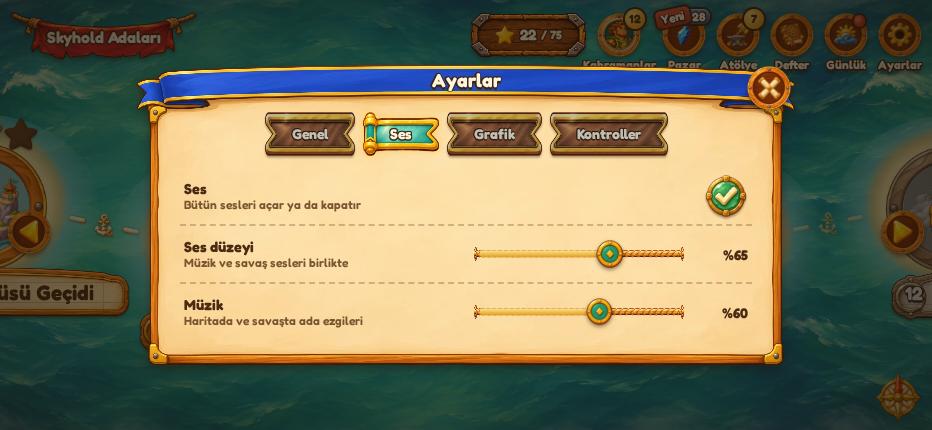 Skyhold Adaları
22 / 75
12
Yeni 28
7
Kahramanlar
Pazar
Atölye
Defter
Günlük
Ayarlar
Ayarlar
Genel
Ses
Grafik
Kontroller
Ses
Bütün sesleri açar ya da kapatır
Ses düzeyi
Müzik ve savaş sesleri birlikte
%65
üsü Geçidi
12
Müzik
Haritada ve savaşta ada ezgileri
%60